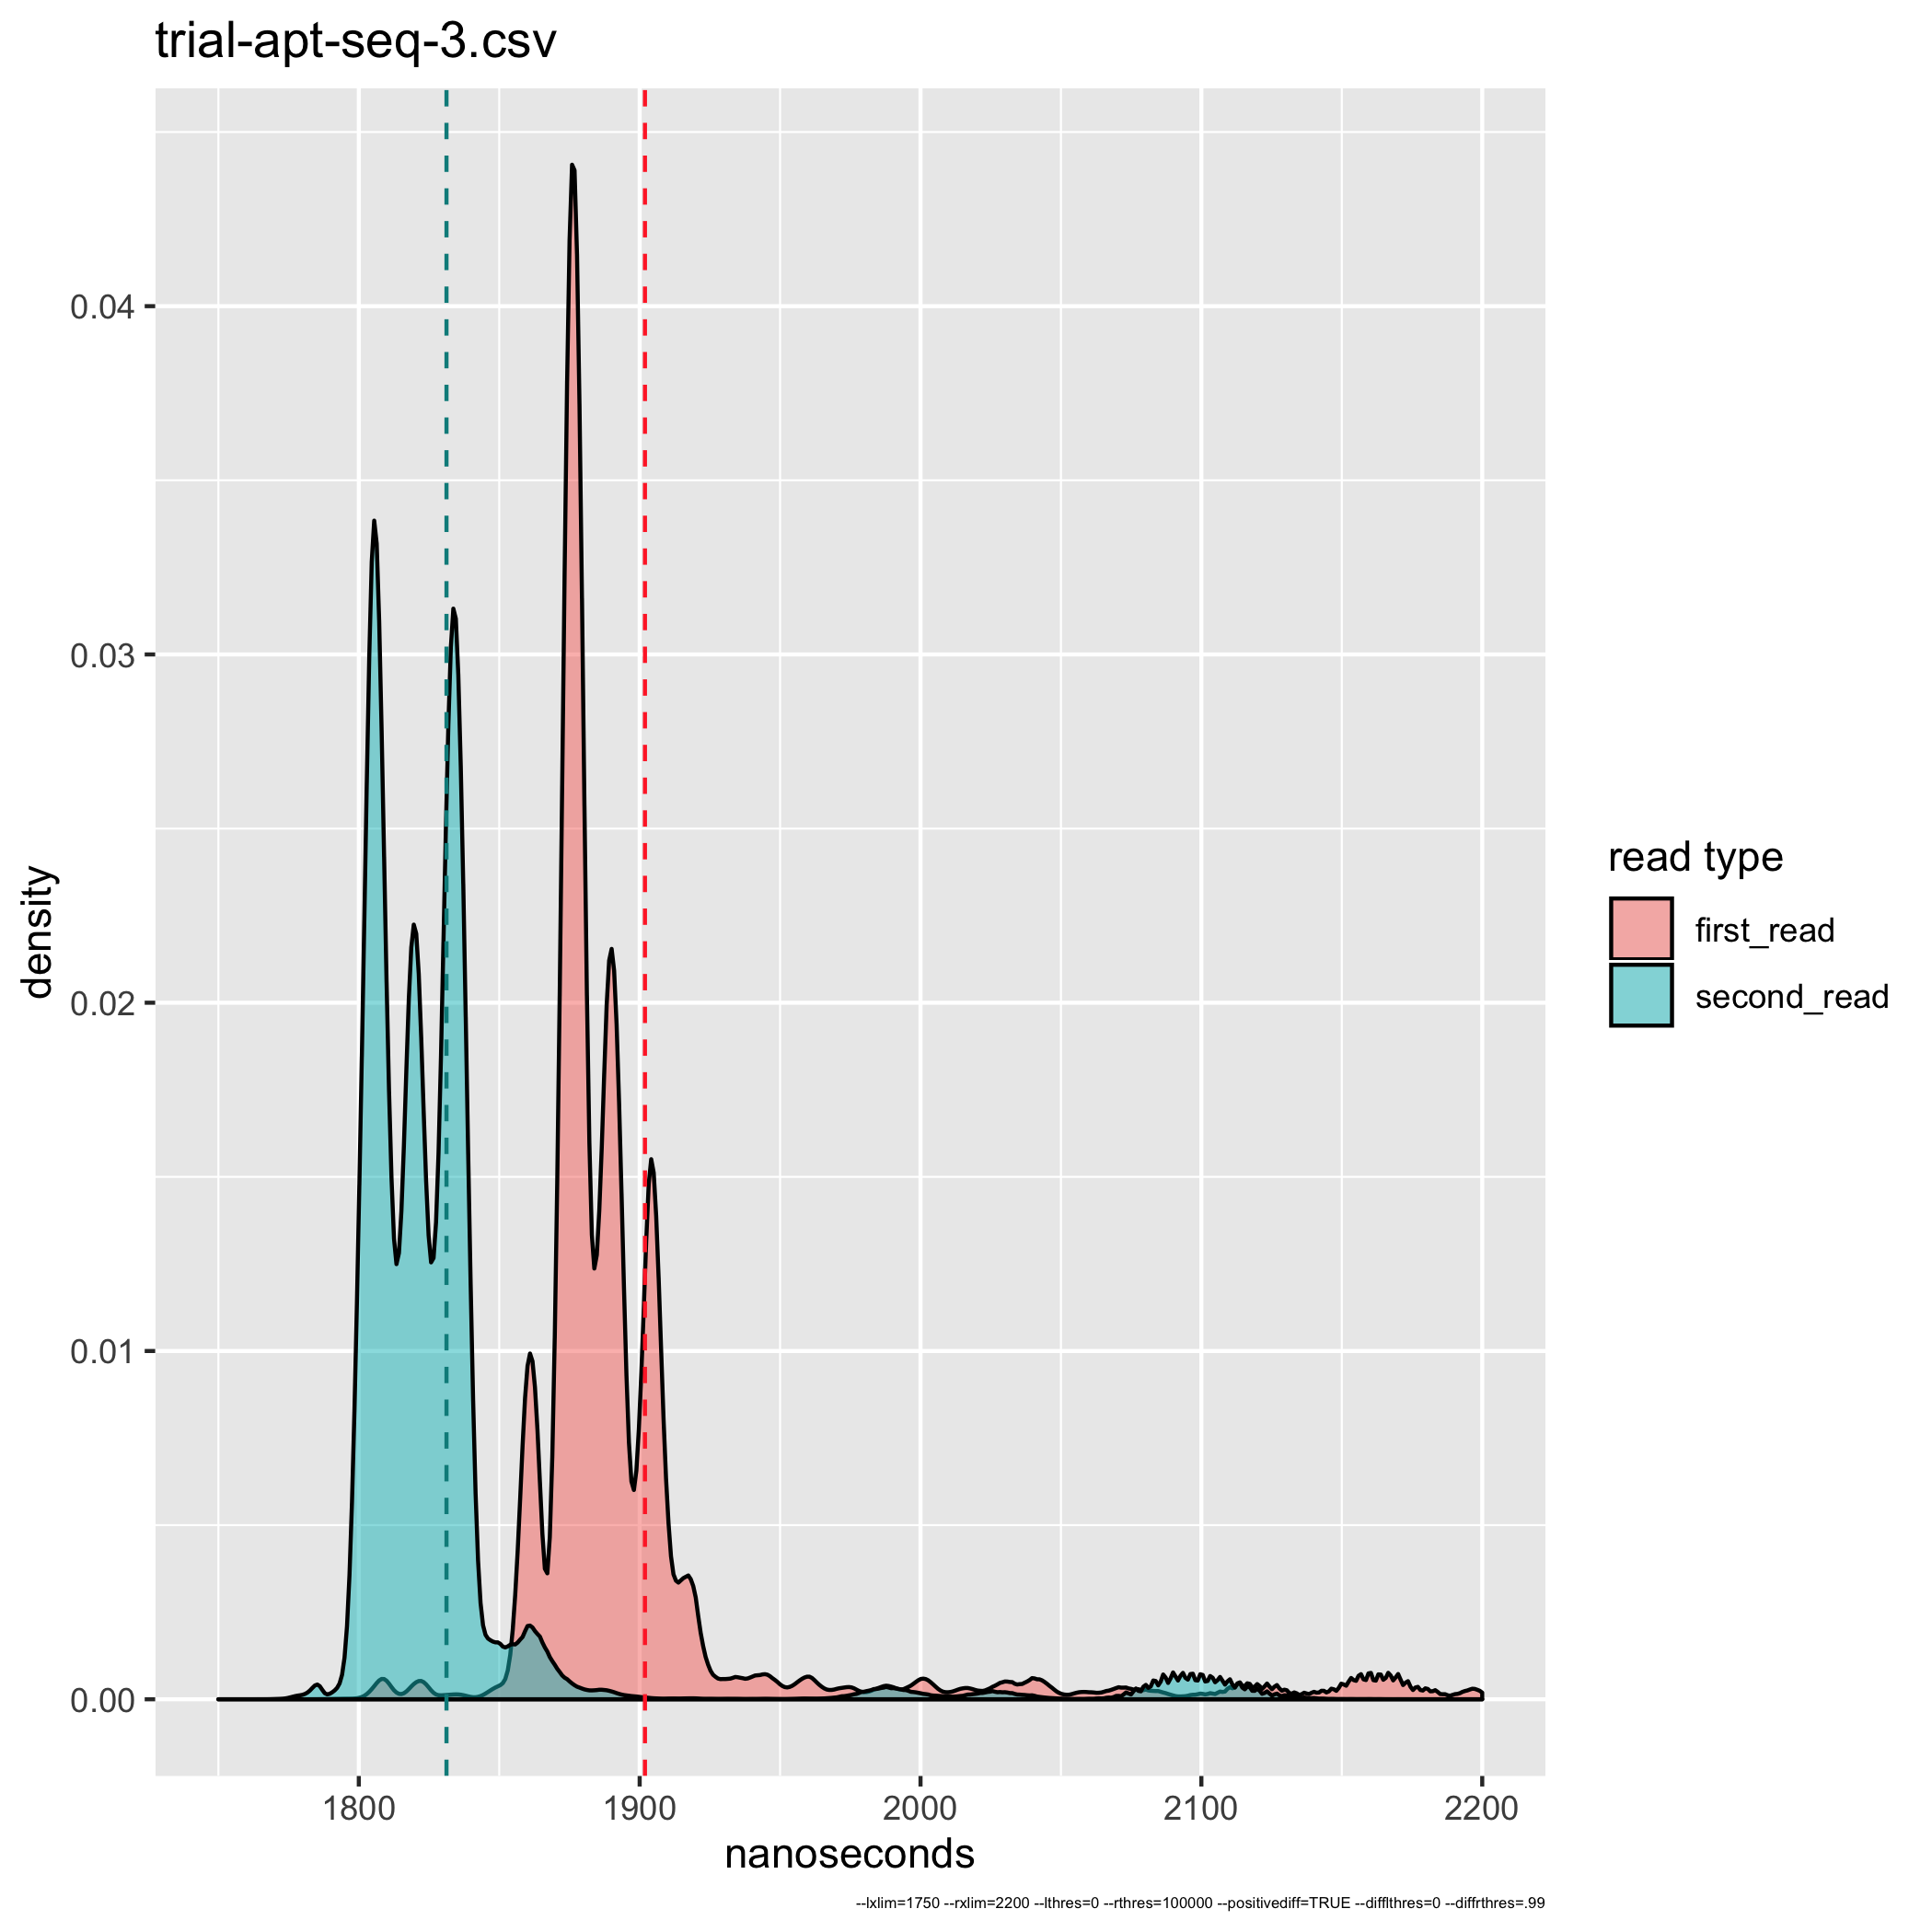 trial-apt-seq-3.csv
density
0.04
0.03
0.02
0.01
0.00
1800 1900 2000 2100 2200
nanoseconds
read type
first_read
second_read
--lxlim=1750 --rxlim=2200 --lthres=0 --rthres=100000 --positivediff=TRUE --difflthres=0 --diffrthres=.99